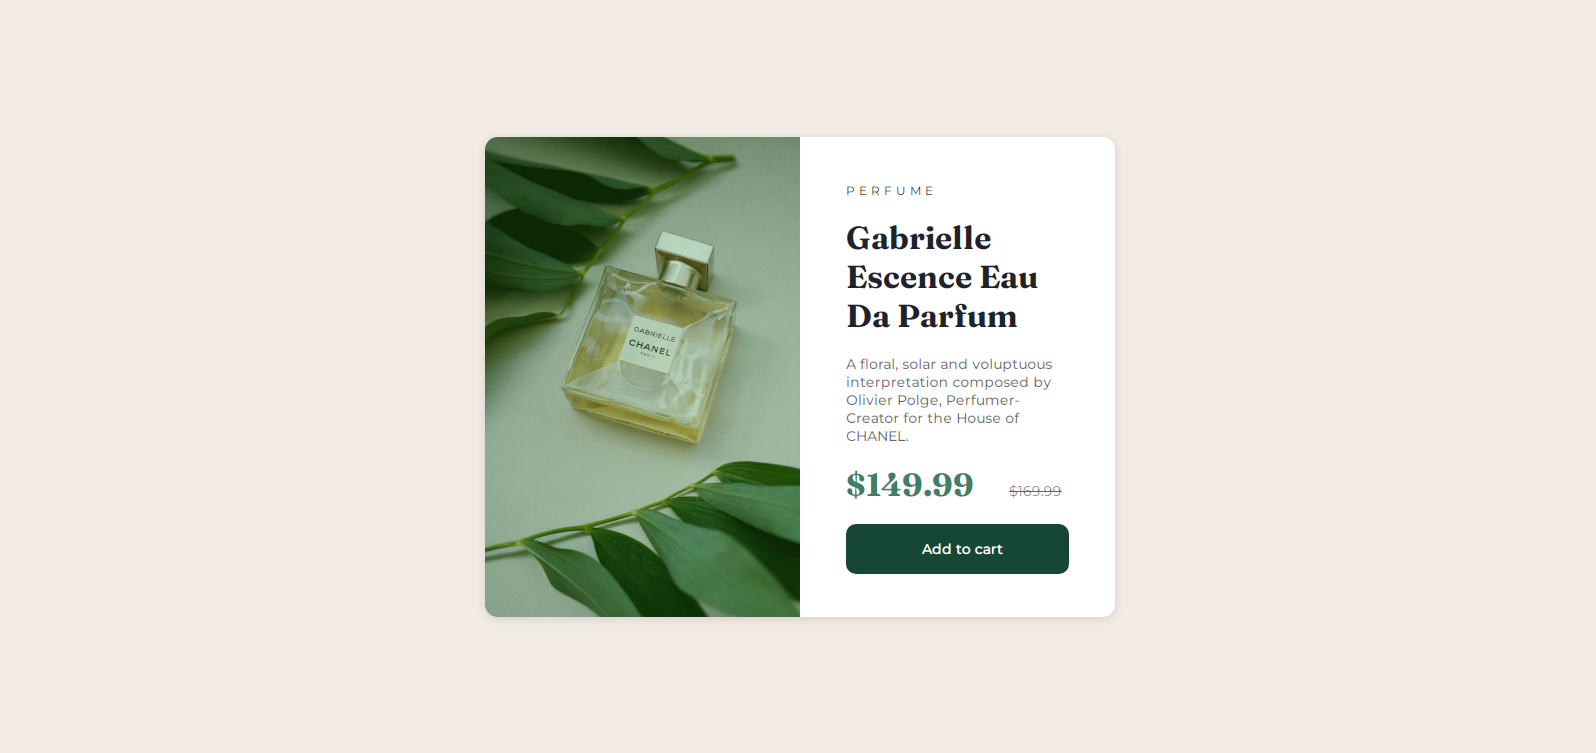 GABRIELLE
CHANEL
PARIS
PERFUME
Gabrielle
Escence Eau
Da Parfum
A floral, solar and voluptuous
interpretation composed by
Olivier Polge, Perfumer-
Creator for the House of
CHANEL.
$149.99 $169.99
Add to cart